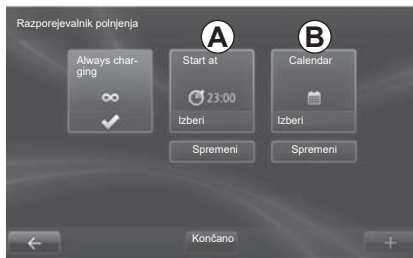 Razporejevalnik polnjenja
A
B
Always char-
ging
Start at
Calendar
23:00
Izberi
Izberi
Spremeni
Spremeni
Končano